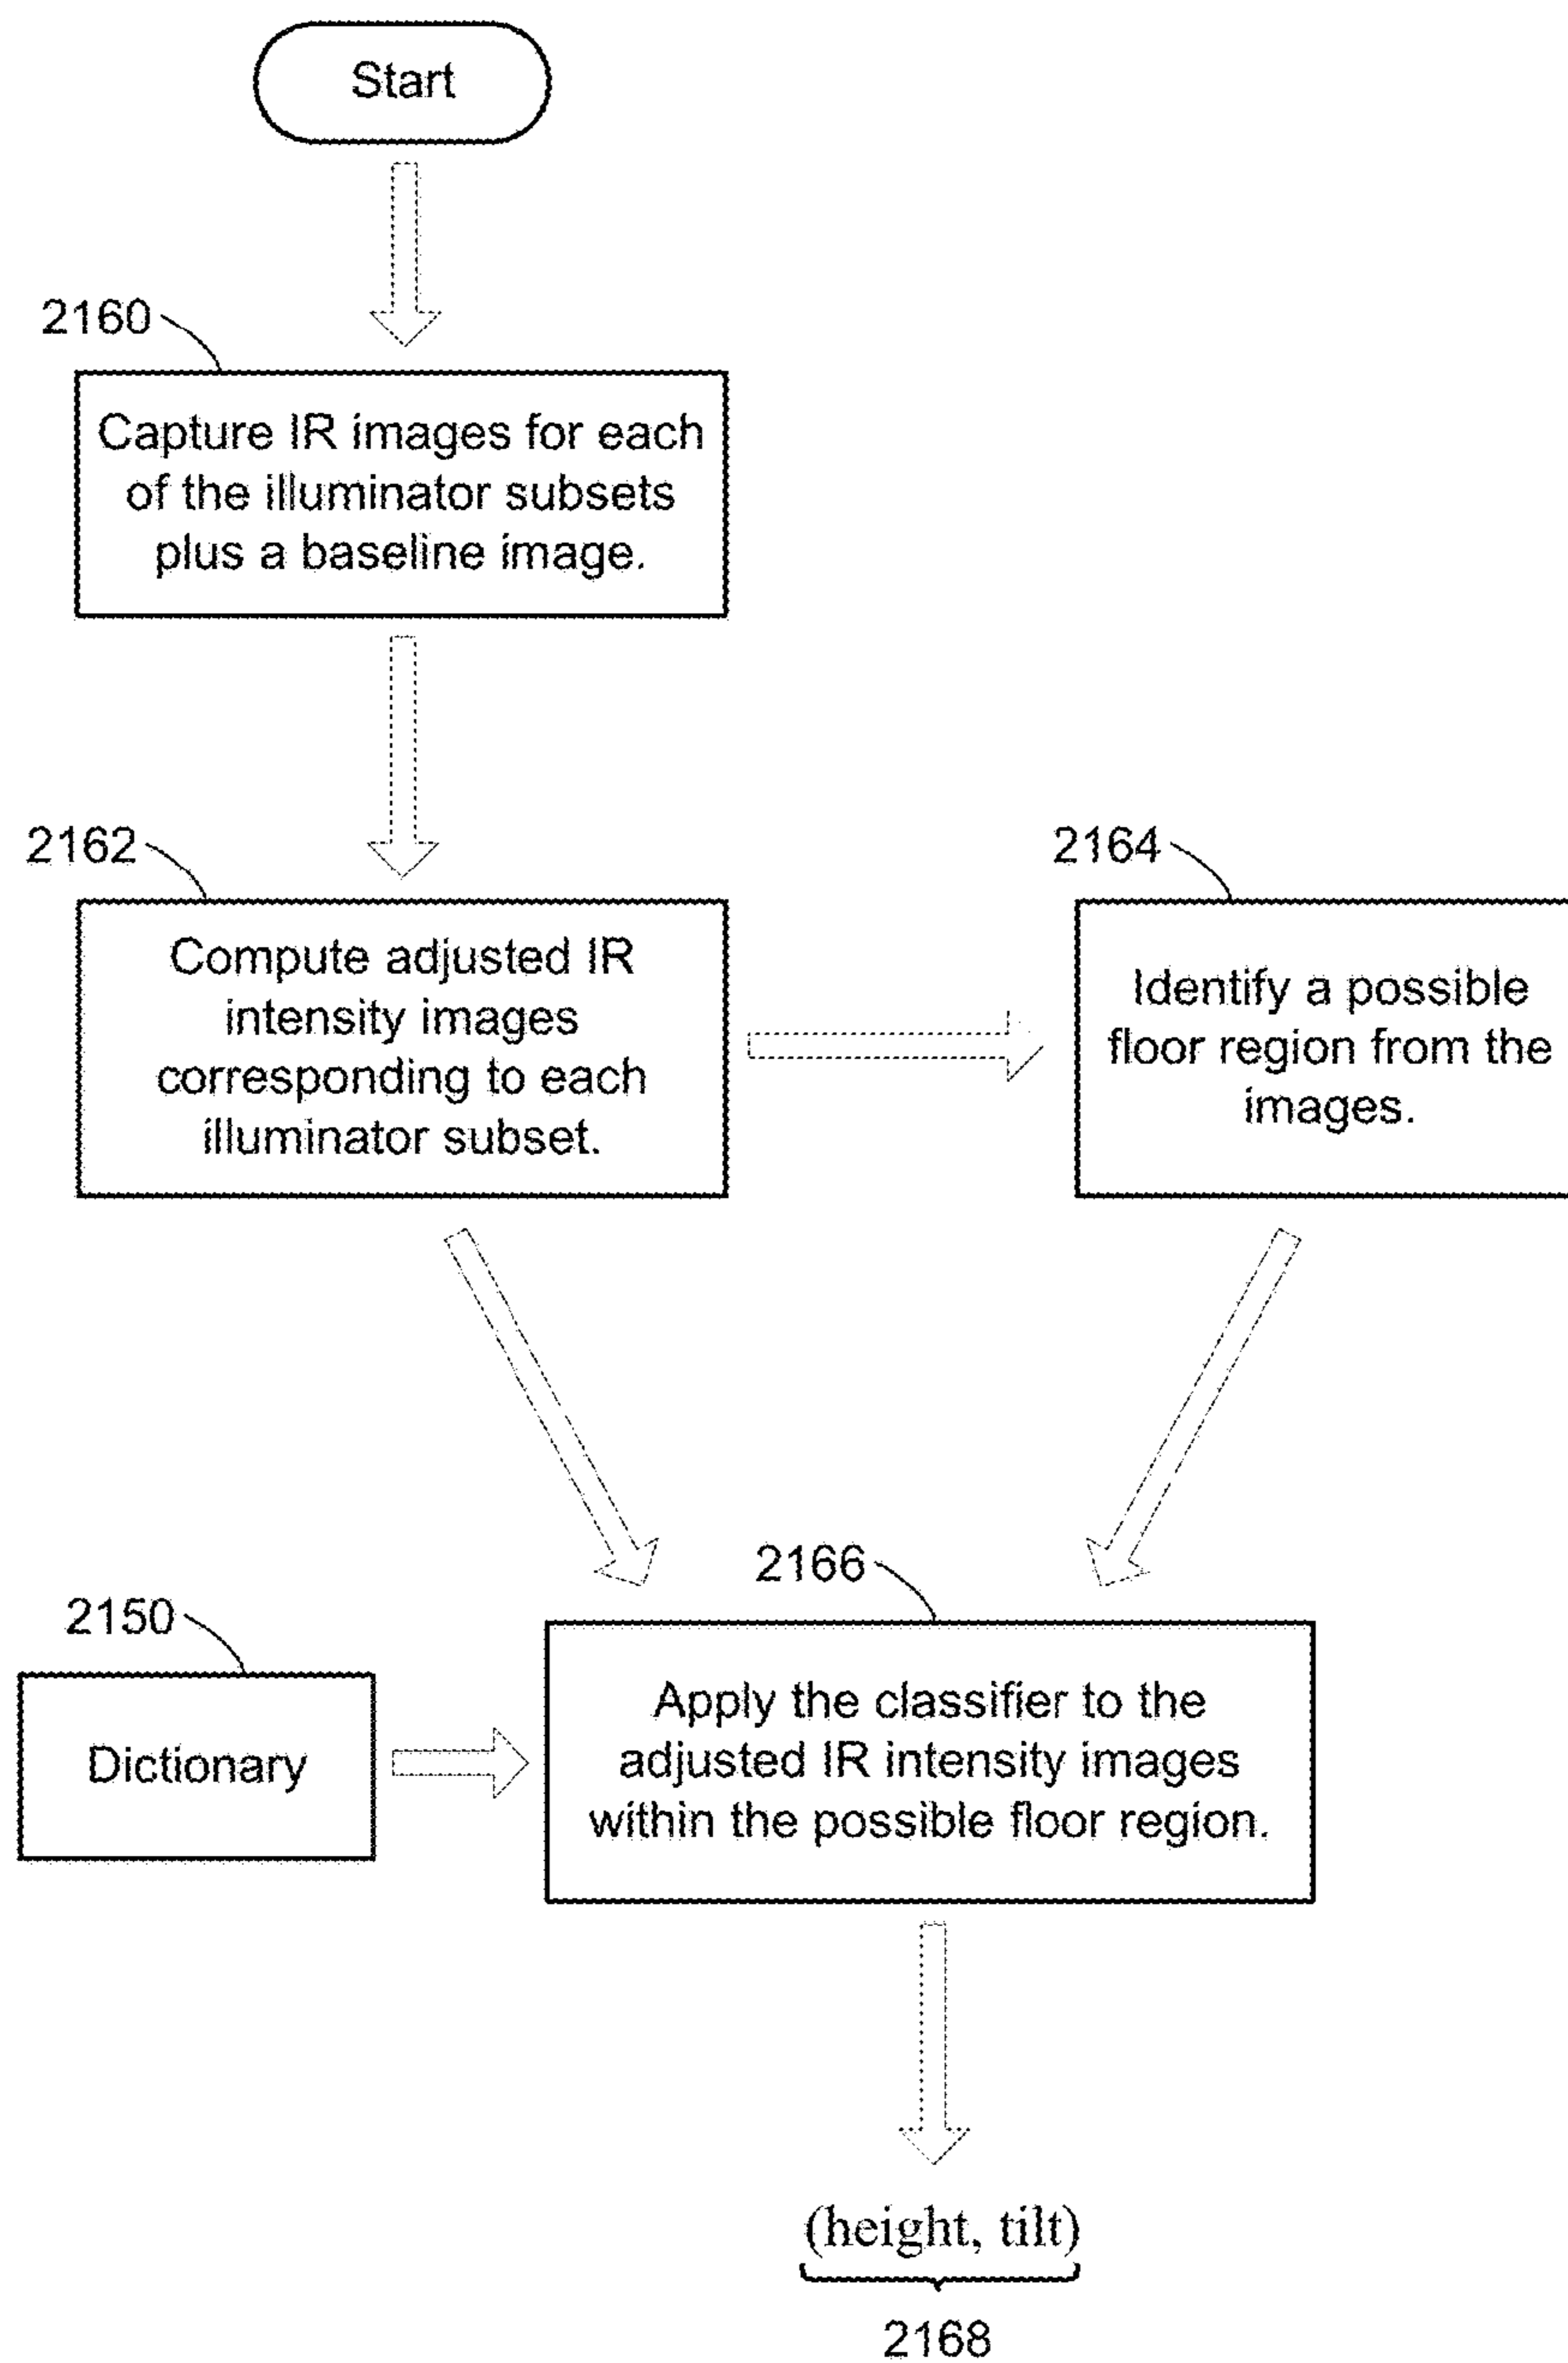 Start
2160
Capture IR images for each
of the illuminator subsets
plus a baseline image.
2162
Compute adjusted IR
intensity images
corresponding to each
illuminator subset.
2164
Identify a possible
floor region from the
images.
2150
Dictionary
2166
Apply the classifier to the
adjusted IR intensity images
within the possible floor region.
(height, tilt)
2168